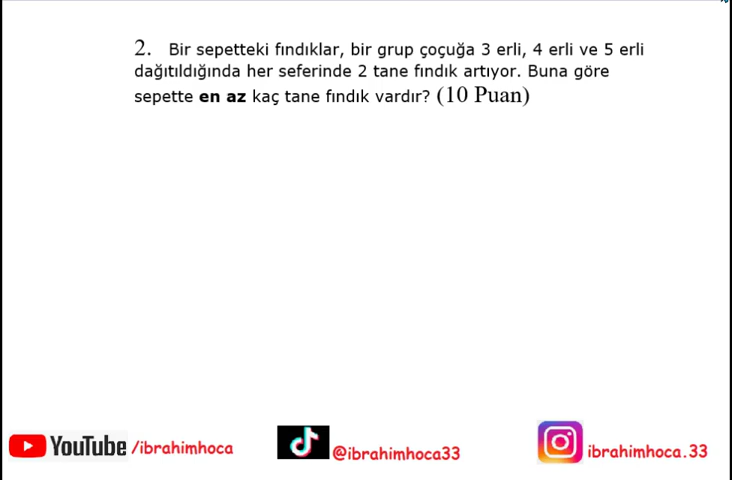 2. Bir sepetteki fındıklar, bir grup çoçuğa 3 erli, 4 erli ve 5 erli
dağıtıldığında her seferinde 2 tane fındık artıyor. Buna göre
sepette en az kaç tane fındık vardır? (10 Puan)
YouTube /ibrahimhoca
@ibrahimhoca33
ibrahimhoca.33